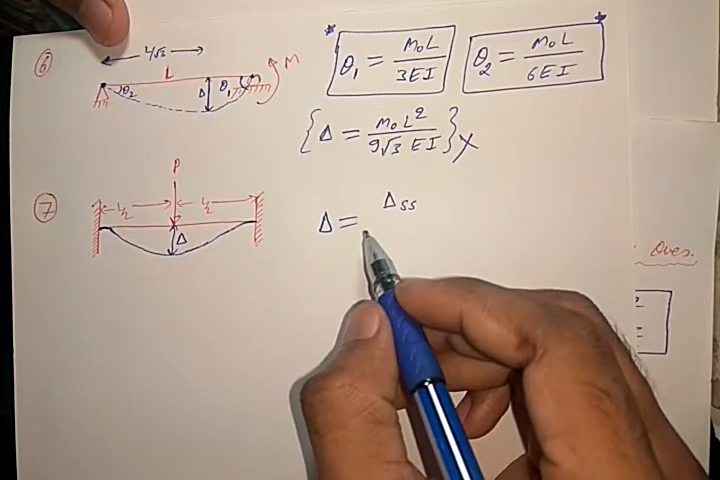 6
L/√3
L
M
θ₂
Δ
θ₁
* θ₁ = M₀L / 3EI
θ₂ = M₀L / 6EI *
{Δ = M₀L² / 9√3 EI} X
7
P
L/2
L/2
Δ
Δ = Δss
Ques.